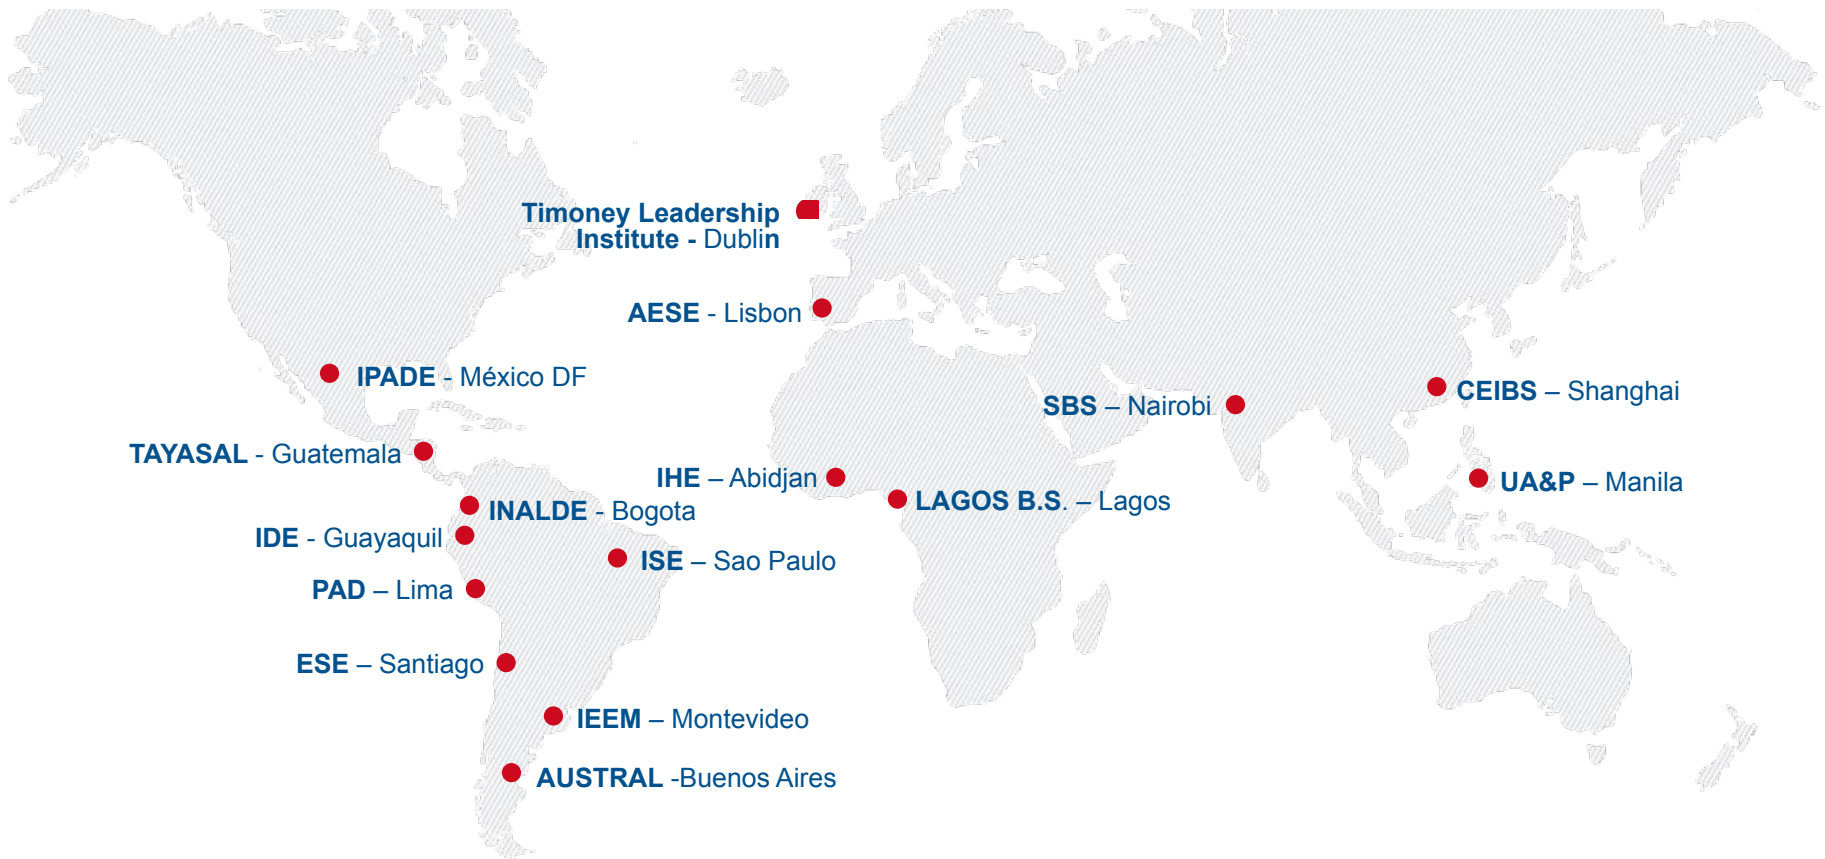 Timoney Leadership
Institute - Dublin
AESE - Lisbon
IPADE - México DF
CEIBS – Shanghai
SBS – Nairobi
TAYASAL - Guatemala
IHE – Abidjan
UA&P – Manila
LAGOS B.S. – Lagos
INALDE - Bogota
IDE - Guayaquil
ISE – Sao Paulo
PAD – Lima
ESE – Santiago
IEEM – Montevideo
AUSTRAL -Buenos Aires